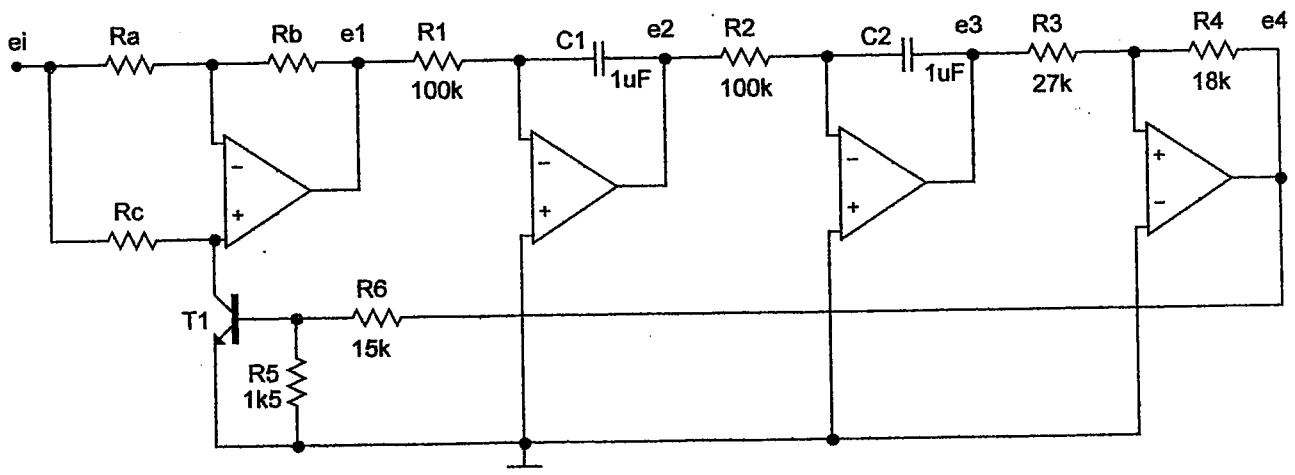 ei Ra Rb e1 R1 C1 e2 R2 C2 e3 R3 R4 e4
100k 1uF 100k 1uF 27k 18k
- - - +
+ + + -
Rc
T1 R6
15k
R5
1k5